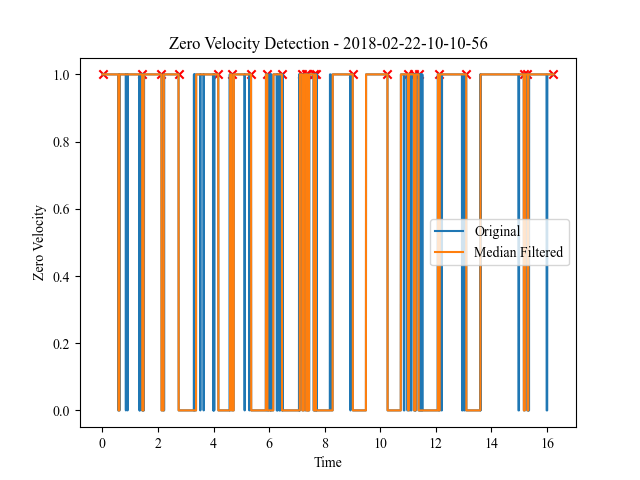 Zero Velocity Detection - 2018-02-22-10-10-56
1.0
0.8
0.6
0.4
0.2
0.0
Zero Velocity
Original
Median Filtered
0 2 4 6 8 10 12 14 16
Time